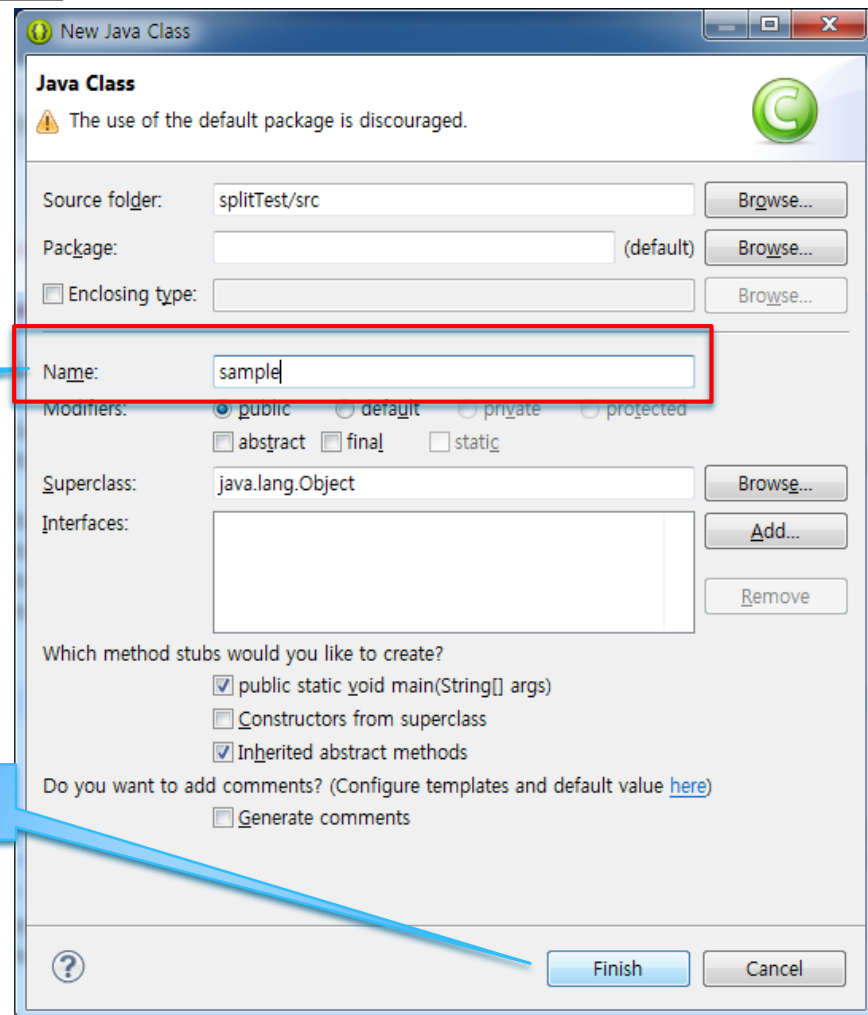 New Java Class
Java Class
The use of the default package is discouraged.
Source folder: splitTest/src Browse...
Package: (default) Browse...
Enclosing type: Browse...
Name: sample
Modifiers: public default private protected
abstract final static
Superclass: java.lang.Object Browse...
Interfaces: Add...
Remove
Which method stubs would you like to create?
public static void main(String[] args)
Constructors from superclass
Inherited abstract methods
Do you want to add comments? (Configure templates and default value here)
Generate comments
Finish Cancel